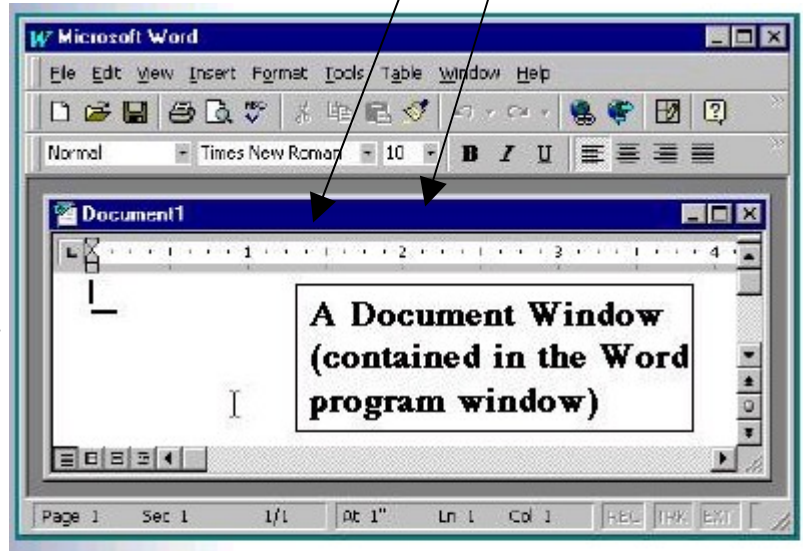 Microsoft Word
File Edit View Insert Format Tools Table Window Help
Normal Times New Roman 10 B I U
Document1
1 2 3 4
A Document Window
(contained in the Word
program window)
Page 1 Sec 1 1/1 At 1" Ln 1 Col 1 REC TRK EXT